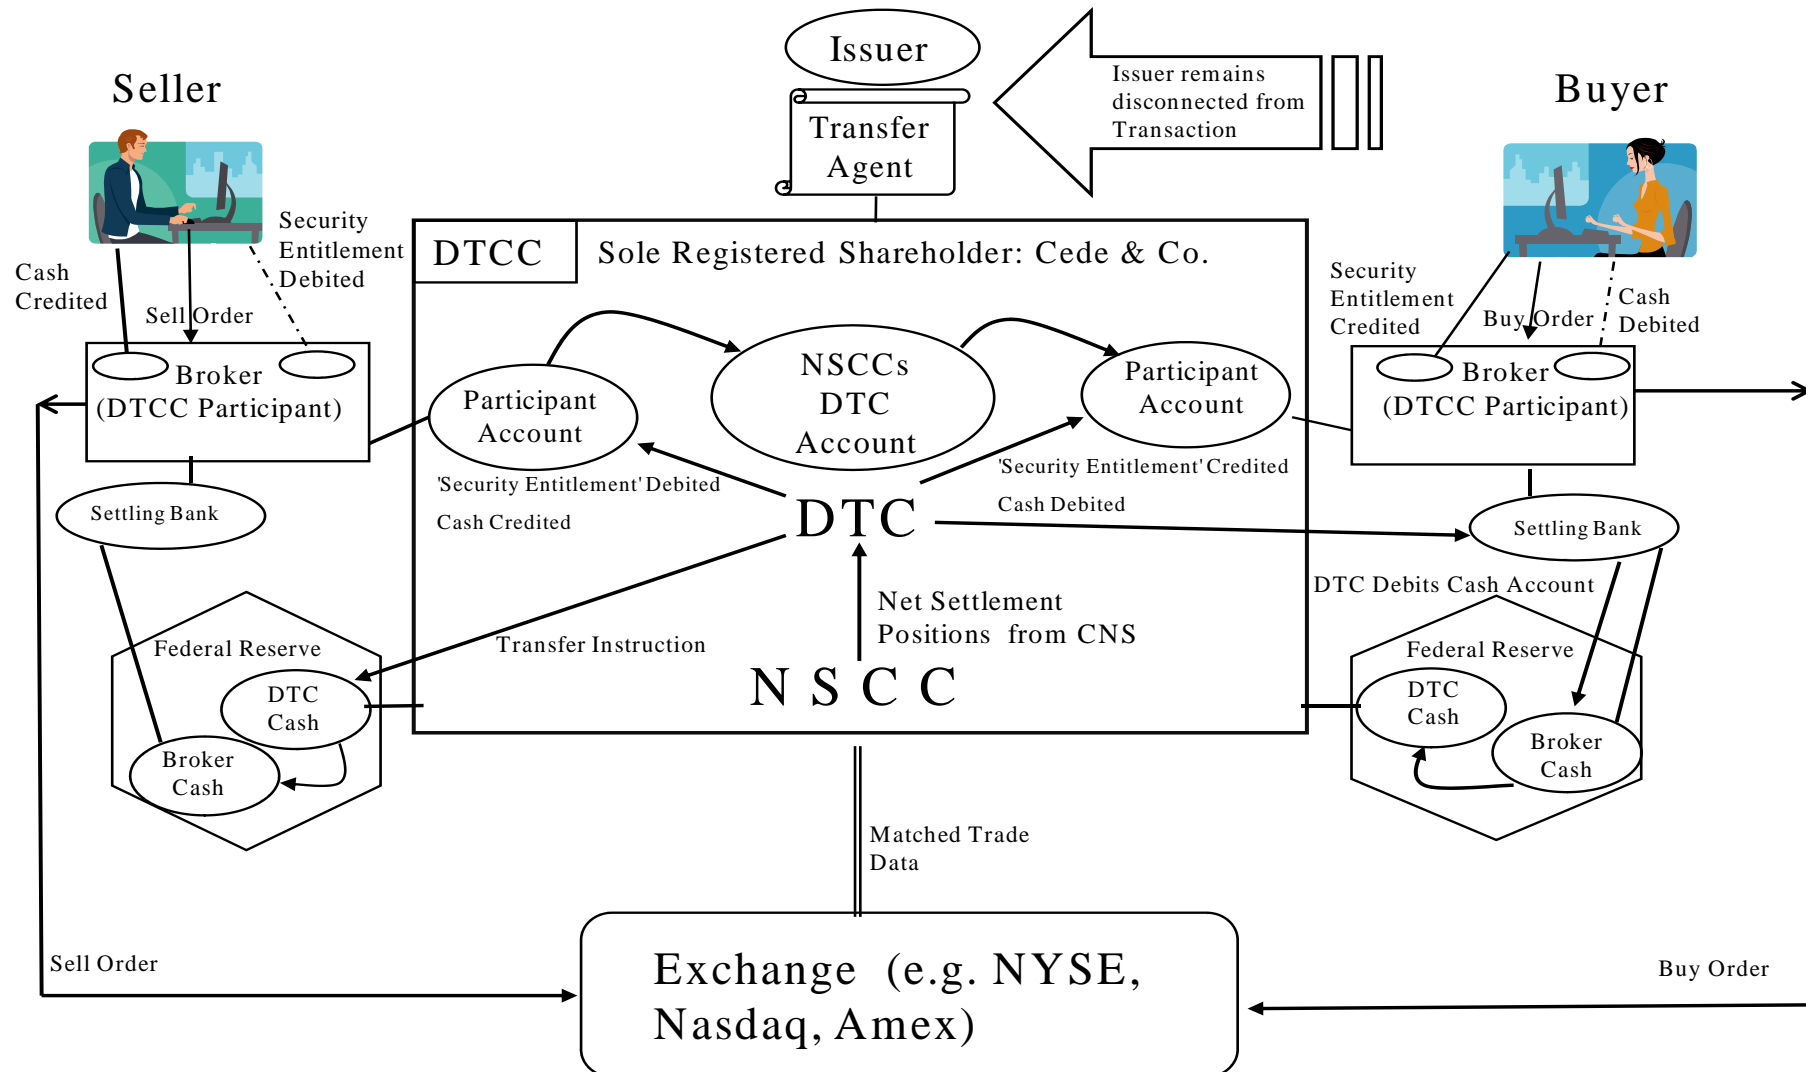 Issuer
Transfer
Agent
Issuer remains
disconnected from
Transaction
Seller
Buyer
Security
Entitlement
Debited
Cash
Credited
Sell Order
Broker
(DTCC Participant)
Settling Bank
DTCC
Sole Registered Shareholder: Cede & Co.
Participant
Account
NSCCs
DTC
Account
Participant
Account
'Security Entitlement' Debited
Cash Credited
'Security Entitlement' Credited
Cash Debited
DTC
Net Settlement
Positions from CNS
Transfer Instruction
NSCC
Security
Entitlement
Credited
Buy Order
Cash
Debited
Broker
(DTCC Participant)
Settling Bank
DTC Debits Cash Account
Federal Reserve
DTC
Cash
Broker
Cash
Federal Reserve
DTC
Cash
Broker
Cash
Matched Trade
Data
Sell Order
Buy Order
Exchange (e.g. NYSE,
Nasdaq, Amex)